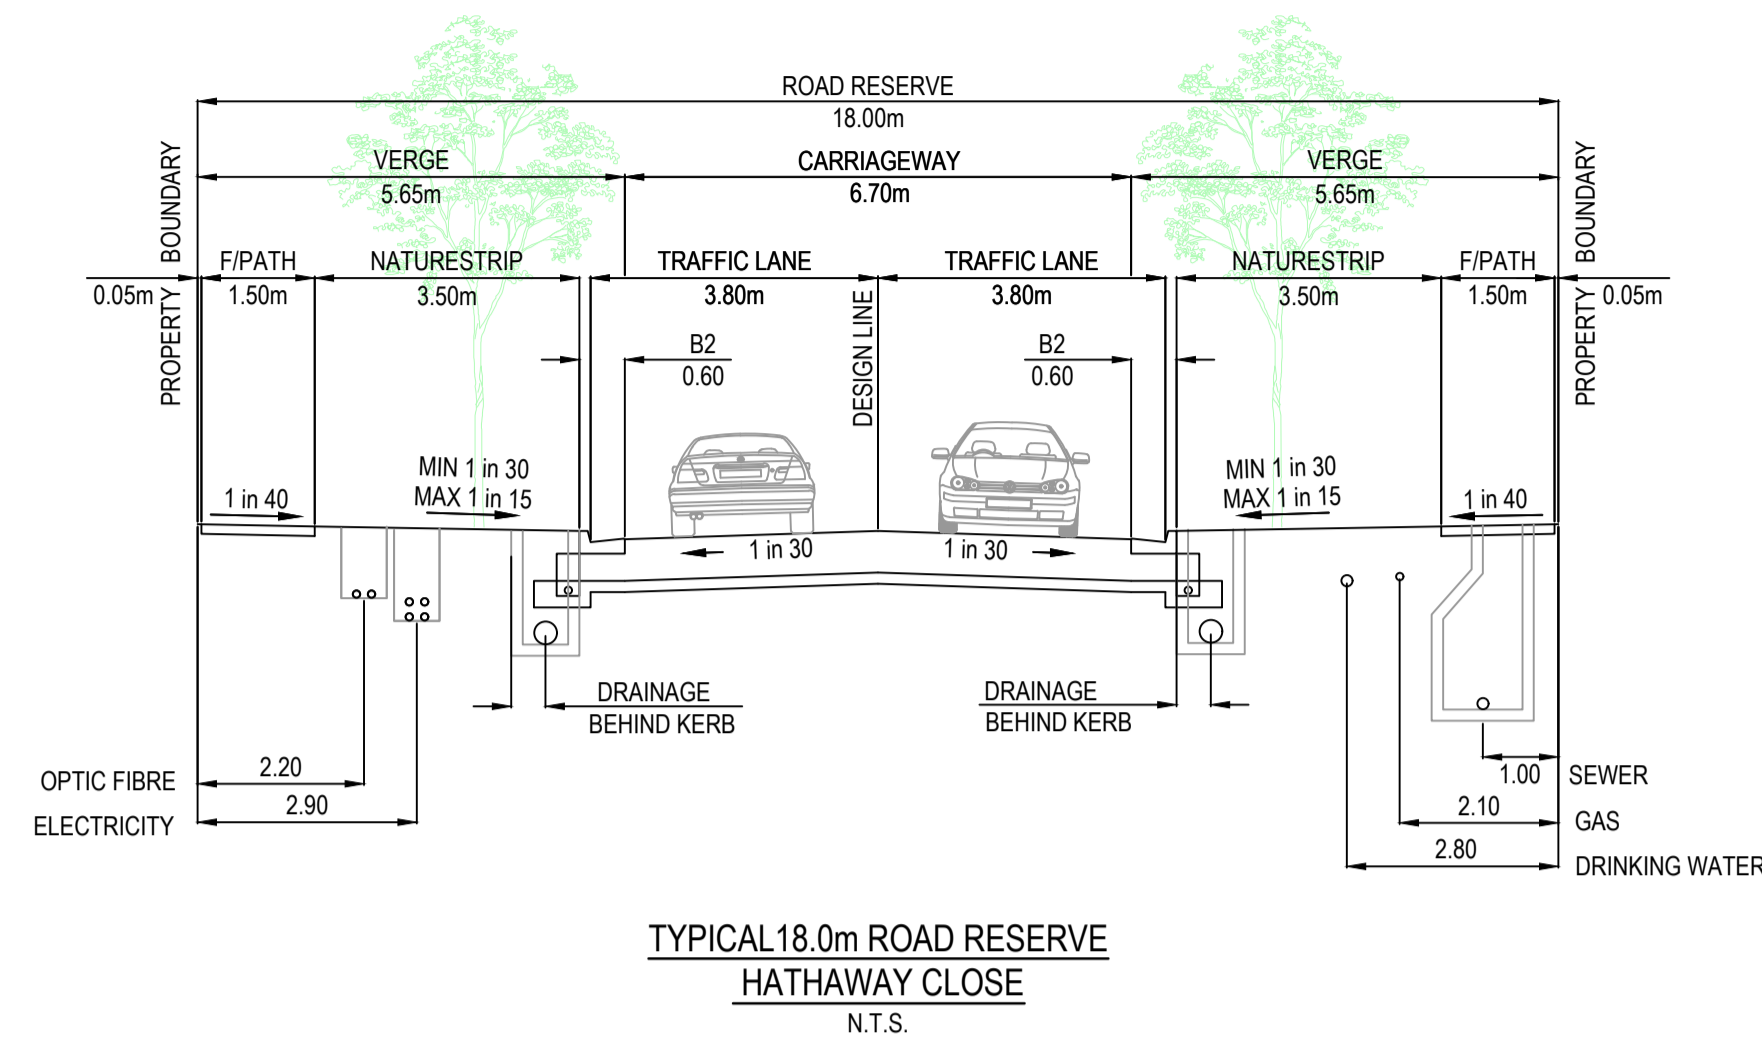 ROAD RESERVE
18.00m
VERGE
5.65m
CARRIAGEWAY
6.70m
VERGE
5.65m
PROPERTY BOUNDARY
PROPERTY BOUNDARY
0.05m
F/PATH
1.50m
NATURESTRIP
3.50m
TRAFFIC LANE
3.80m
DESIGN LINE
TRAFFIC LANE
3.80m
NATURESTRIP
3.50m
F/PATH
1.50m
0.05m
B2
0.60
B2
0.60
1 in 40
MIN 1 in 30
MAX 1 in 15
1 in 30
1 in 30
MIN 1 in 30
MAX 1 in 15
1 in 40
DRAINAGE
BEHIND KERB
DRAINAGE
BEHIND KERB
OPTIC FIBRE
2.20
ELECTRICITY
2.90
1.00
SEWER
2.10
GAS
2.80
DRINKING WATER
TYPICAL18.0m ROAD RESERVE
HATHAWAY CLOSE
N.T.S.